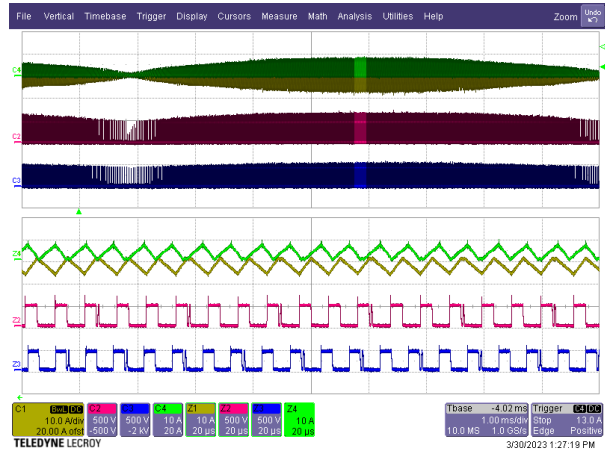 File Vertical Timebase Trigger Display Cursors Measure Math Analysis Utilities Help Zoom Undo
C4
C2
C3
Z4
Z2
Z3
C1 BwL DC C2 C3 C4 Z1 Z2 Z3 Z4
10.0 A/div 500 V 500 V 10 A 10 A 500 V 500 V 10 A
20.00 A ofst -500 V -2 kV 20 A 20 µs 20 µs 20 µs 20 µs
Tbase -4.02 ms Trigger C4 DC
1.00 ms/div Stop 13.0 A
10.0 MS 1.0 GS/s Edge Positive
TELEDYNE LECROY
3/30/2023 1:27:19 PM